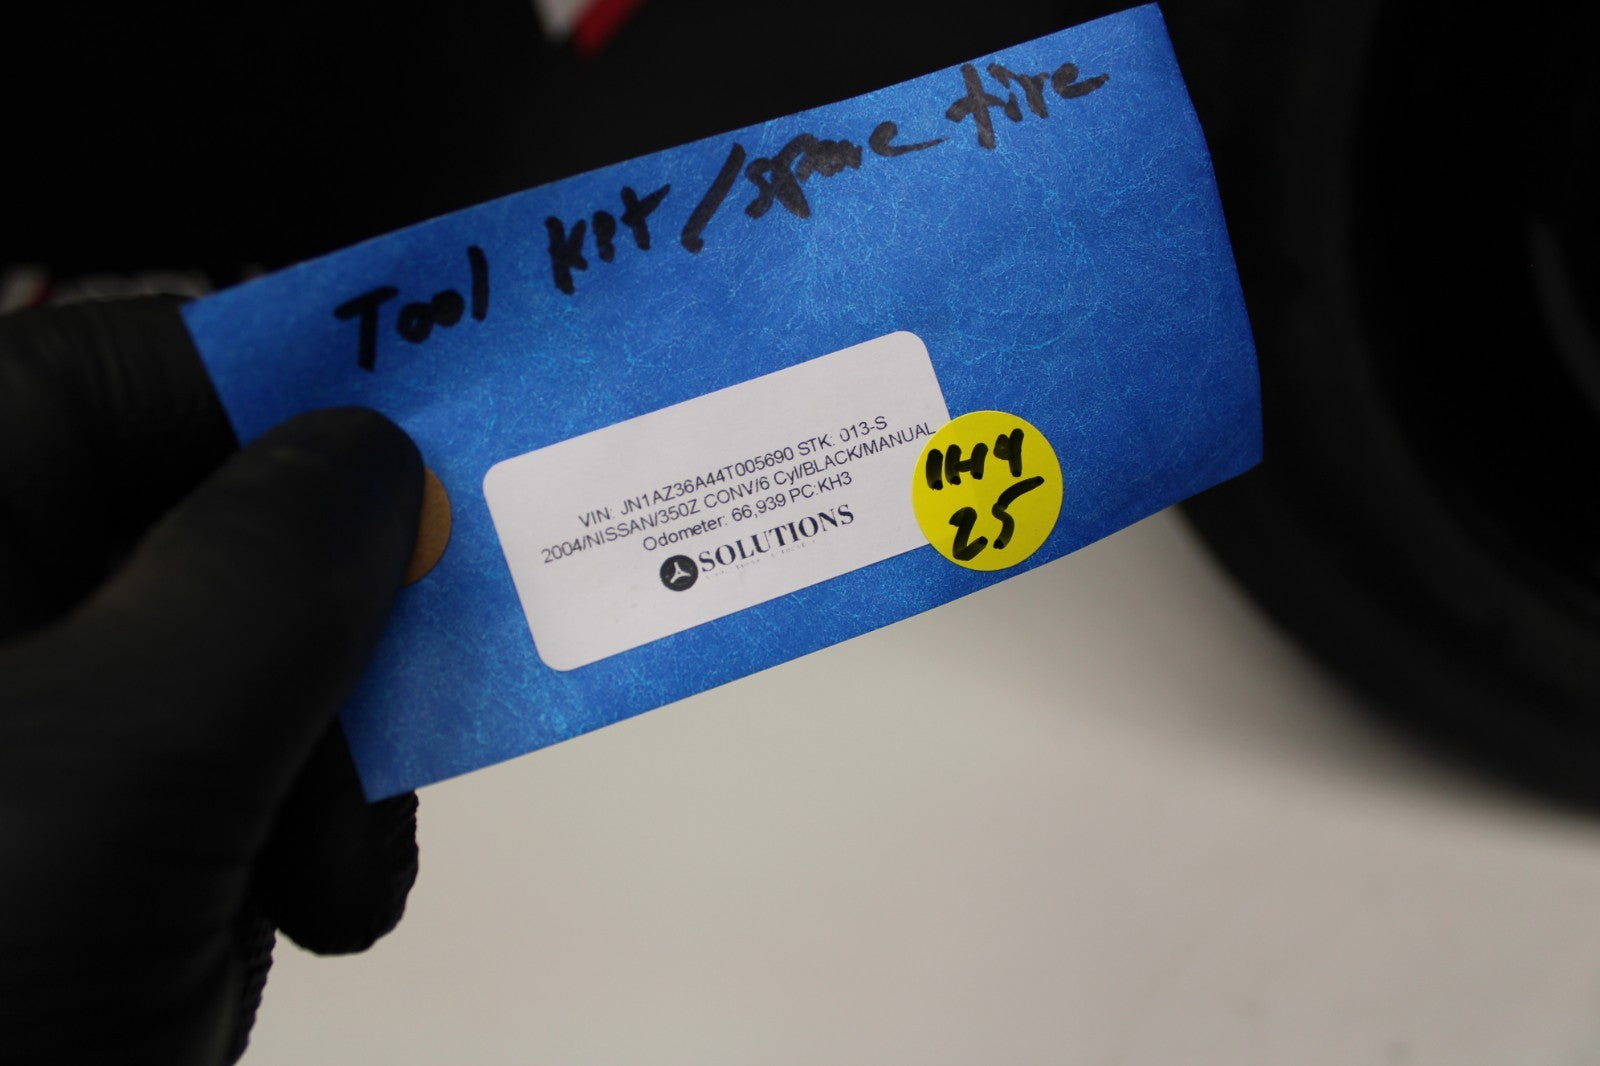 Tool Kit/spare tire
VIN: JN1AZ36A44T005690 STK: 013-S
2004/NISSAN/350Z CONV/6 Cyl/BLACK/MANUAL
Odometer: 66,939 PC:KH3
SOLUTIONS
25